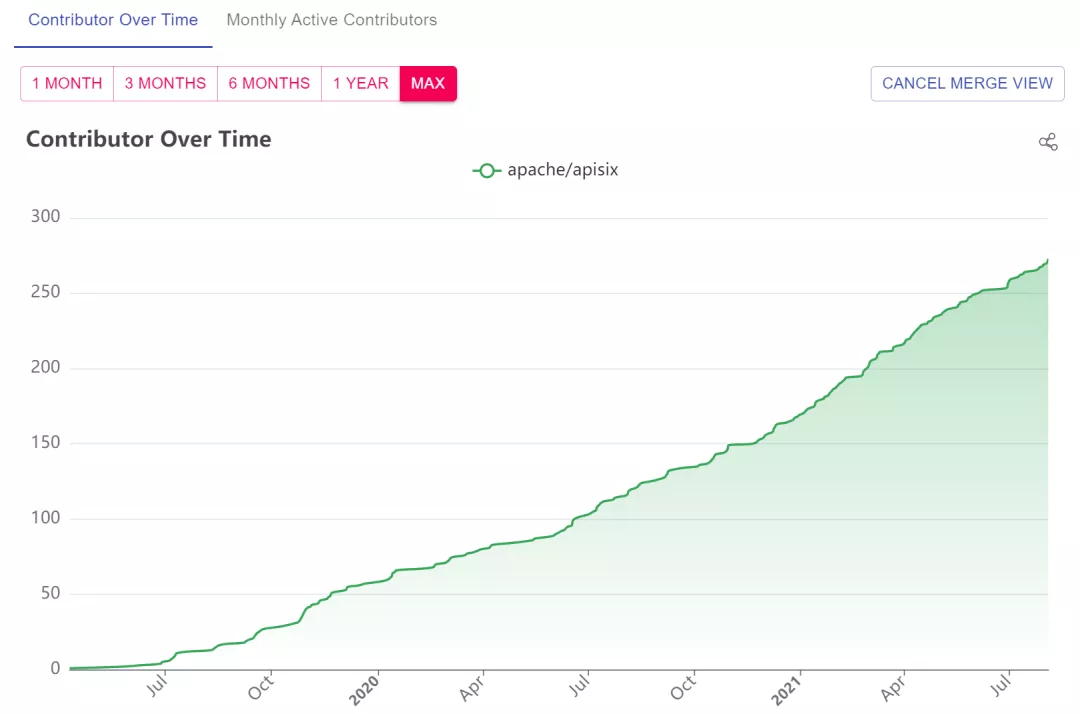 Contributor Over Time Monthly Active Contributors
1 MONTH 3 MONTHS 6 MONTHS 1 YEAR MAX CANCEL MERGE VIEW
Contributor Over Time
apache/apisix
300
250
200
150
100
50
0
Jul Oct 2020 Apr Jul Oct 2021 Apr Jul